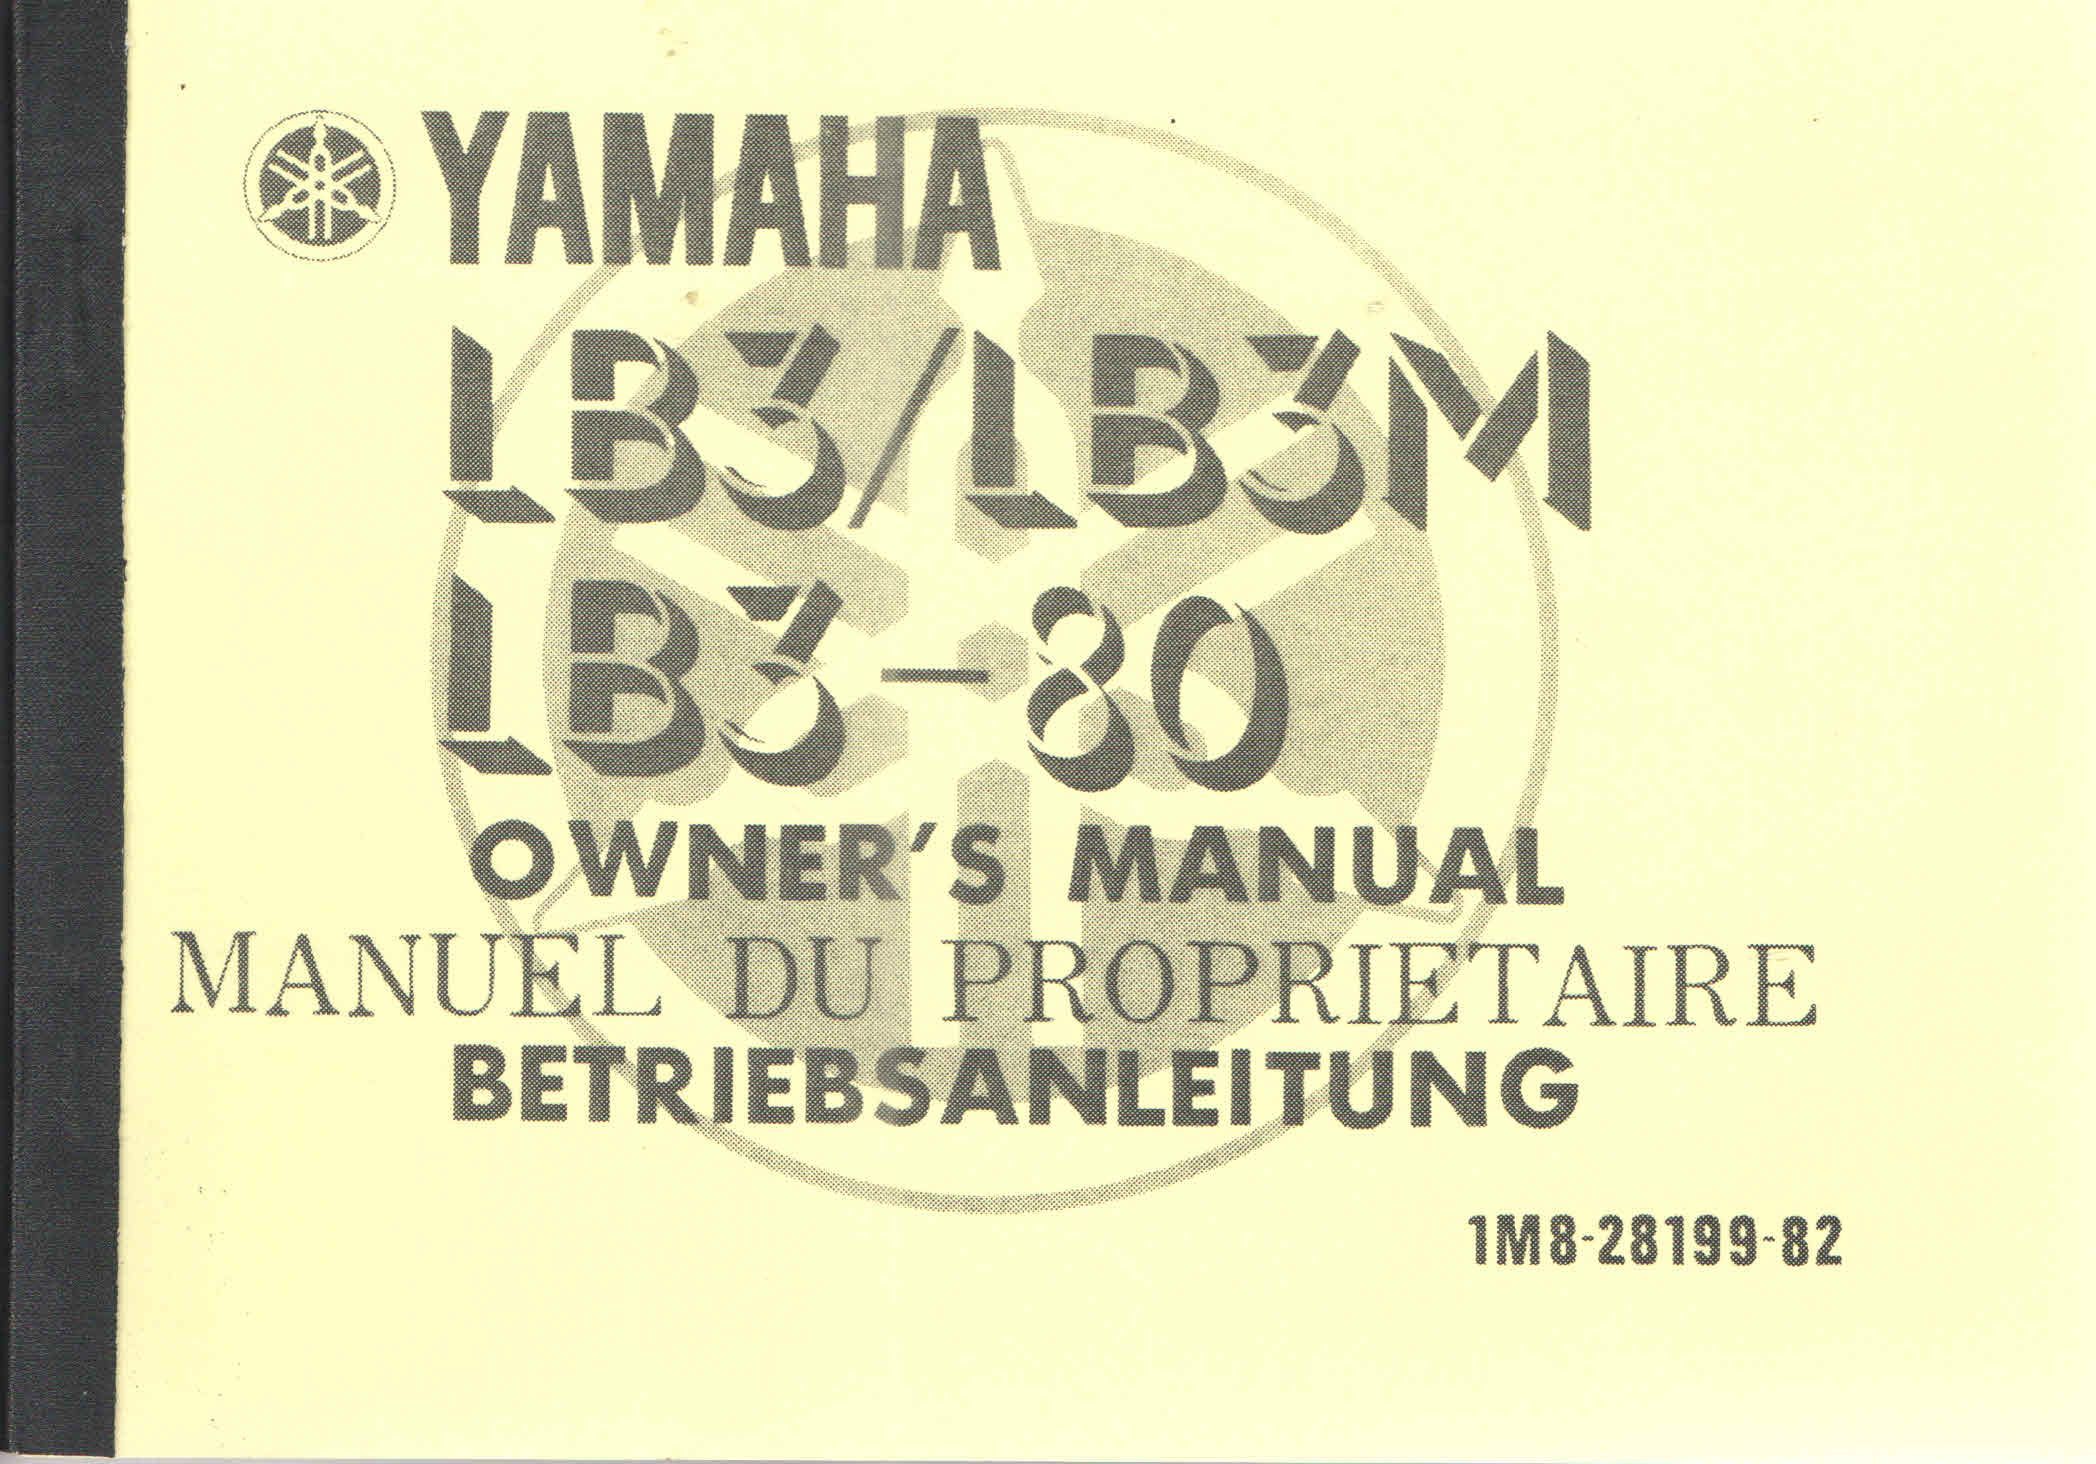 YAMAHA
LB3/LB3M
LB3-80
OWNER'S MANUAL
MANUEL DU PROPRIETAIRE
BETRIEBSANLEITUNG
1M8-28199-82